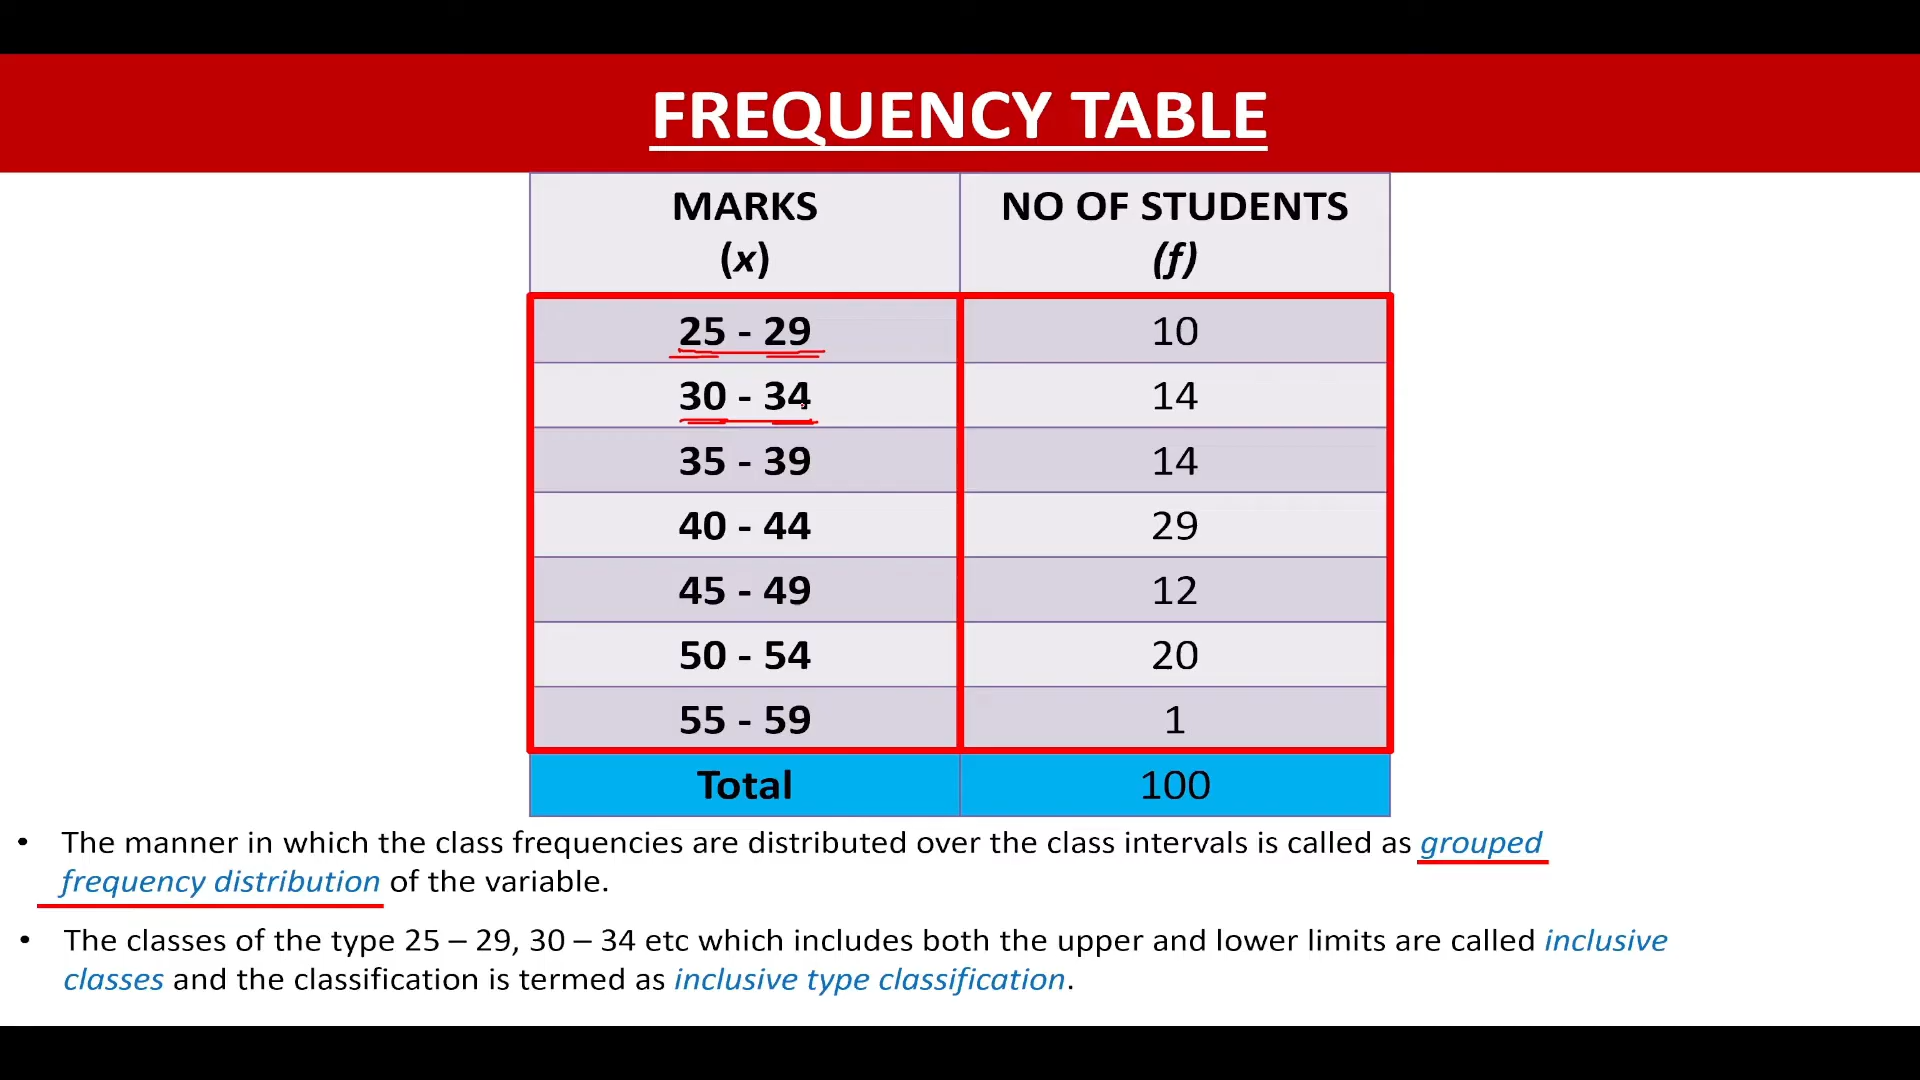 FREQUENCY TABLE
MARKS NO OF STUDENTS
(x) (f)
25 - 29 10
30 - 34 14
35 - 39 14
40 - 44 29
45 - 49 12
50 - 54 20
55 - 59 1
Total 100
• The manner in which the class frequencies are distributed over the class intervals is called as grouped
frequency distribution of the variable.
• The classes of the type 25 – 29, 30 – 34 etc which includes both the upper and lower limits are called inclusive
classes and the classification is termed as inclusive type classification.